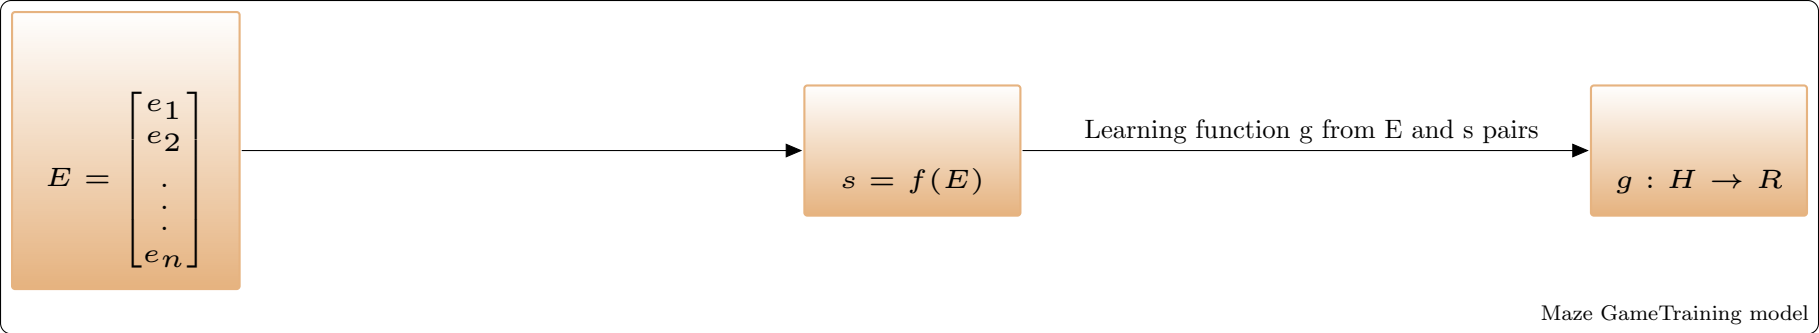 E = [e1
e2
.
.
.
en]
s = f(E)
Learning function g from E and s pairs
g : H → R
Maze GameTraining model